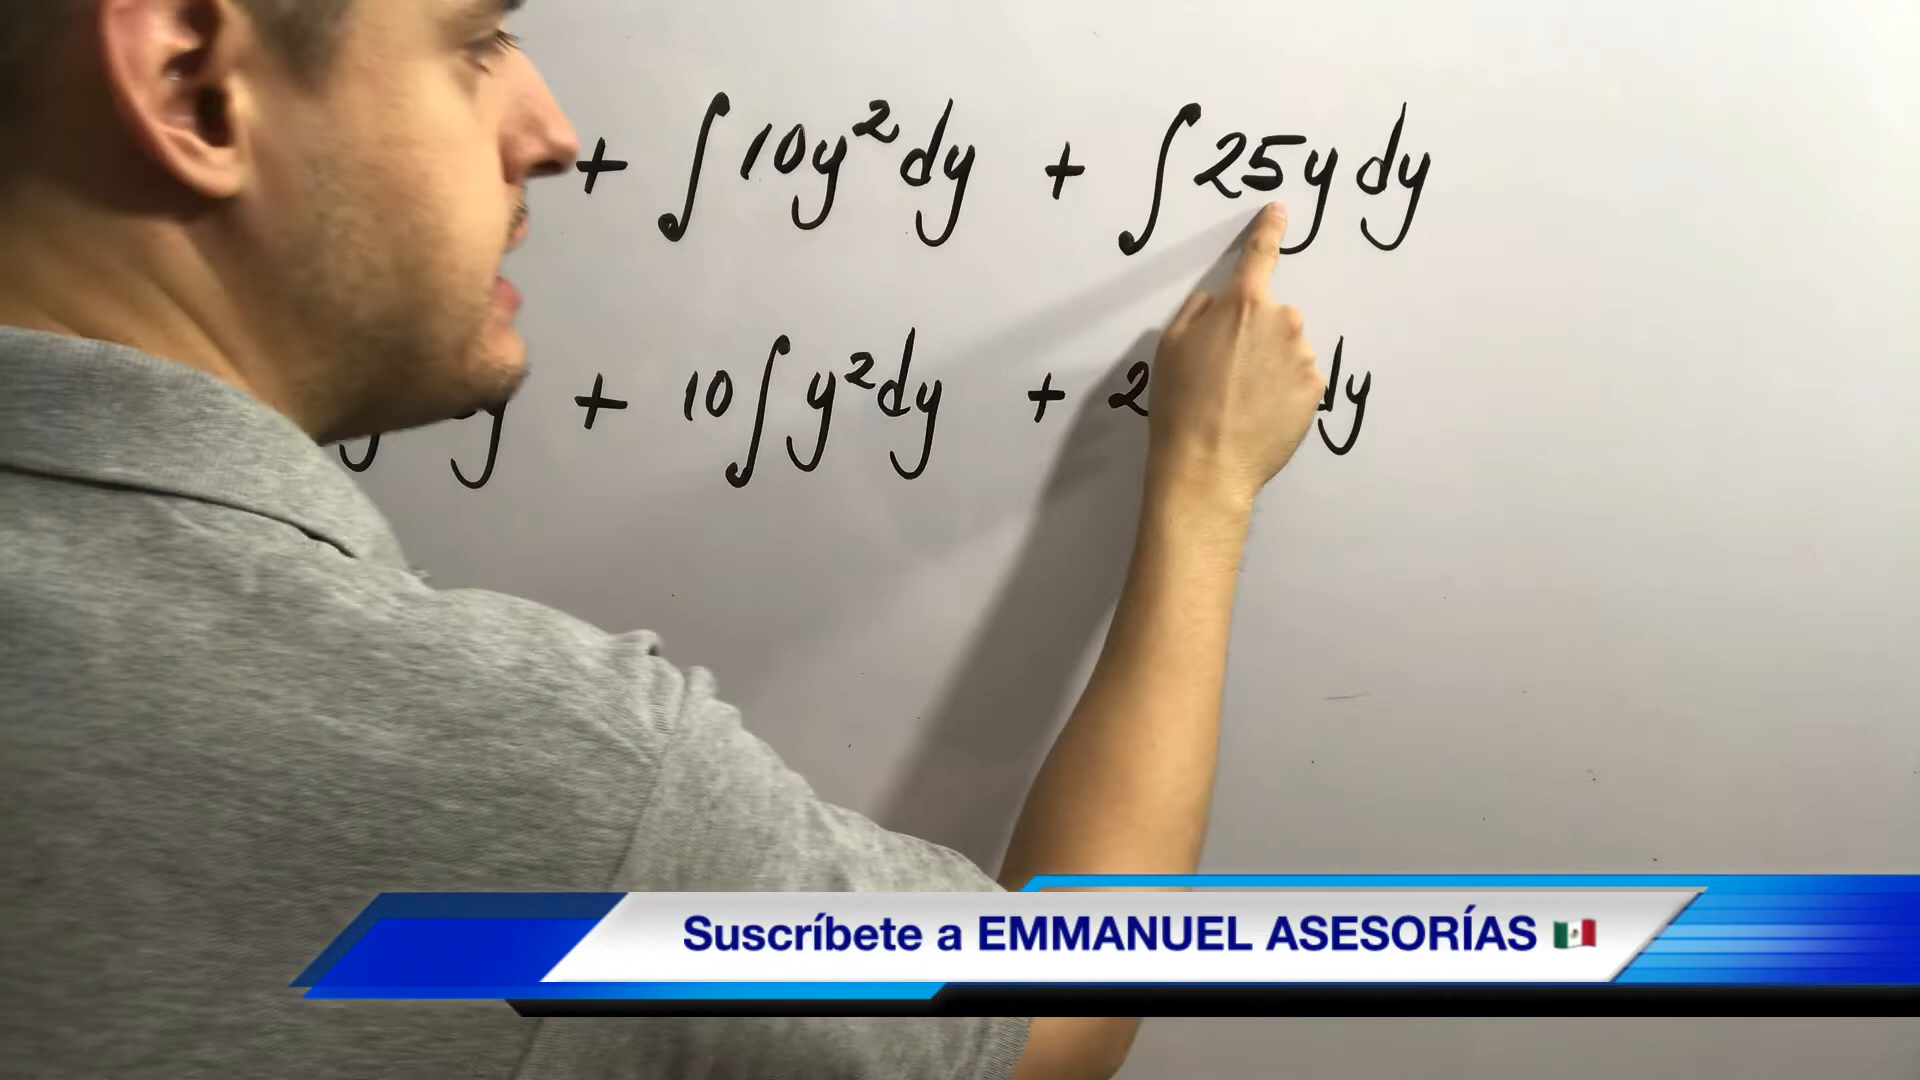 + ∫10y²dy + ∫25y dy
+ 10∫y²dy + 2 dy
Suscríbete a EMMANUEL ASESORÍAS 🇲🇽